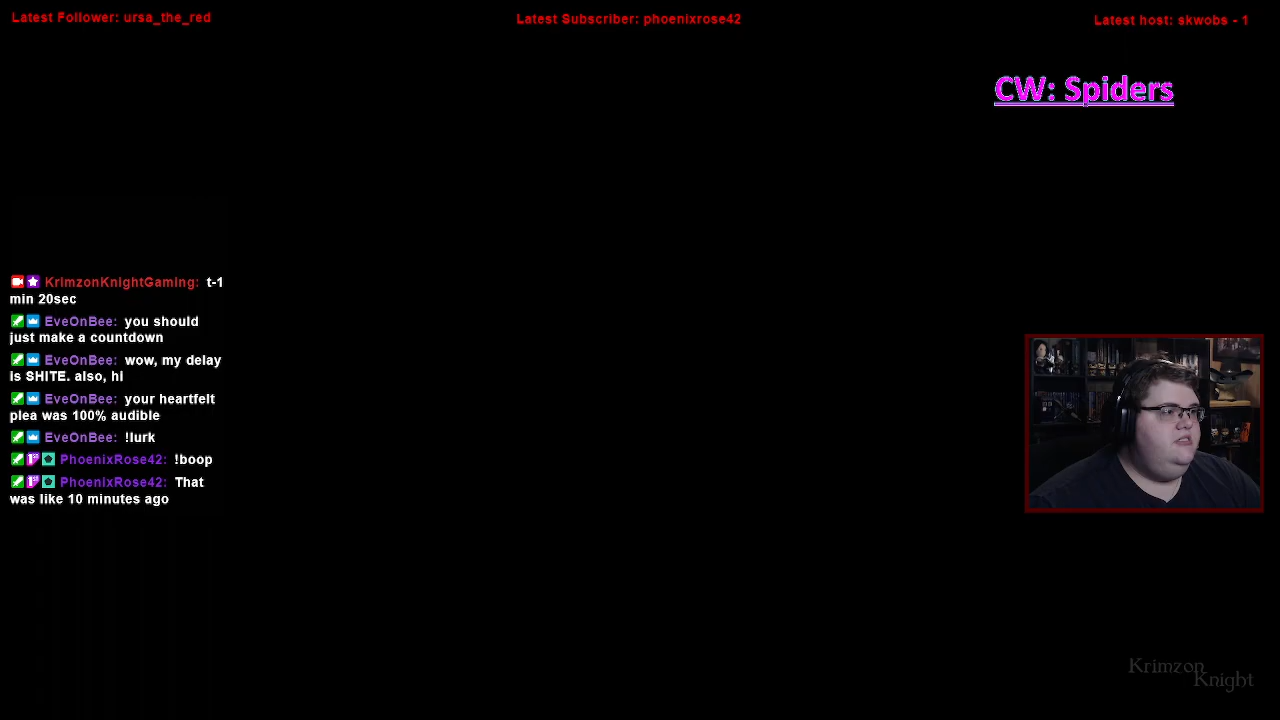 Latest Follower: ursa_the_red
Latest Subscriber: phoenixrose42
Latest host: skwobs - 1
CW: Spiders
KrimzonKnightGaming: t-1
min 20sec
EveOnBee: you should
just make a countdown
EveOnBee: wow, my delay
is SHITE. also, hi
EveOnBee: your heartfelt
plea was 100% audible
EveOnBee: !lurk
PhoenixRose42: !boop
PhoenixRose42: That
was like 10 minutes ago
Krimzon
Knight